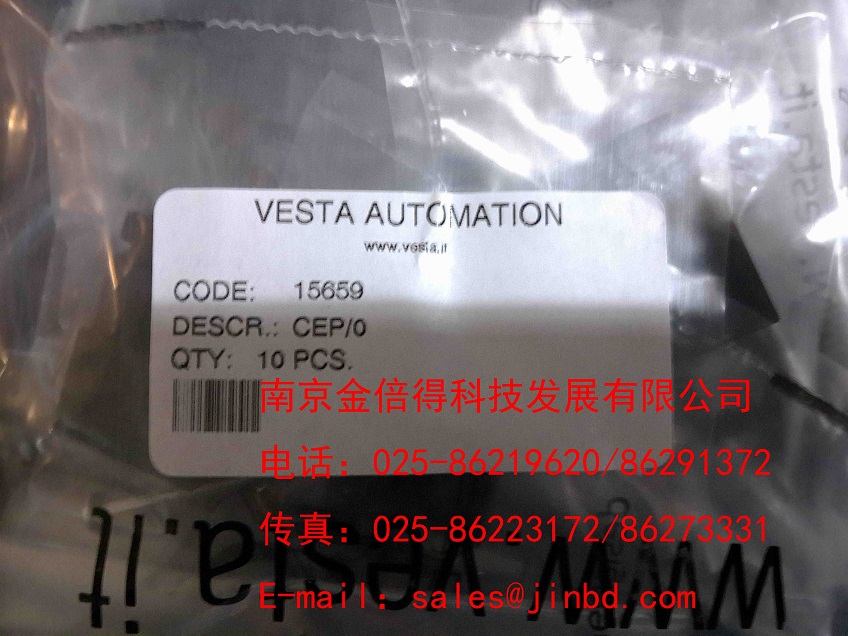 VESTA AUTOMATION
www.vesta.it
CODE: 15659
DESCR.: CEP/0
QTY: 10 PCS.
南京金倍得科技发展有限公司
电话：025-86219620/86291372
传真：025-86223172/86273331
E-mail：sales@jinbd.com
www.vesta.it